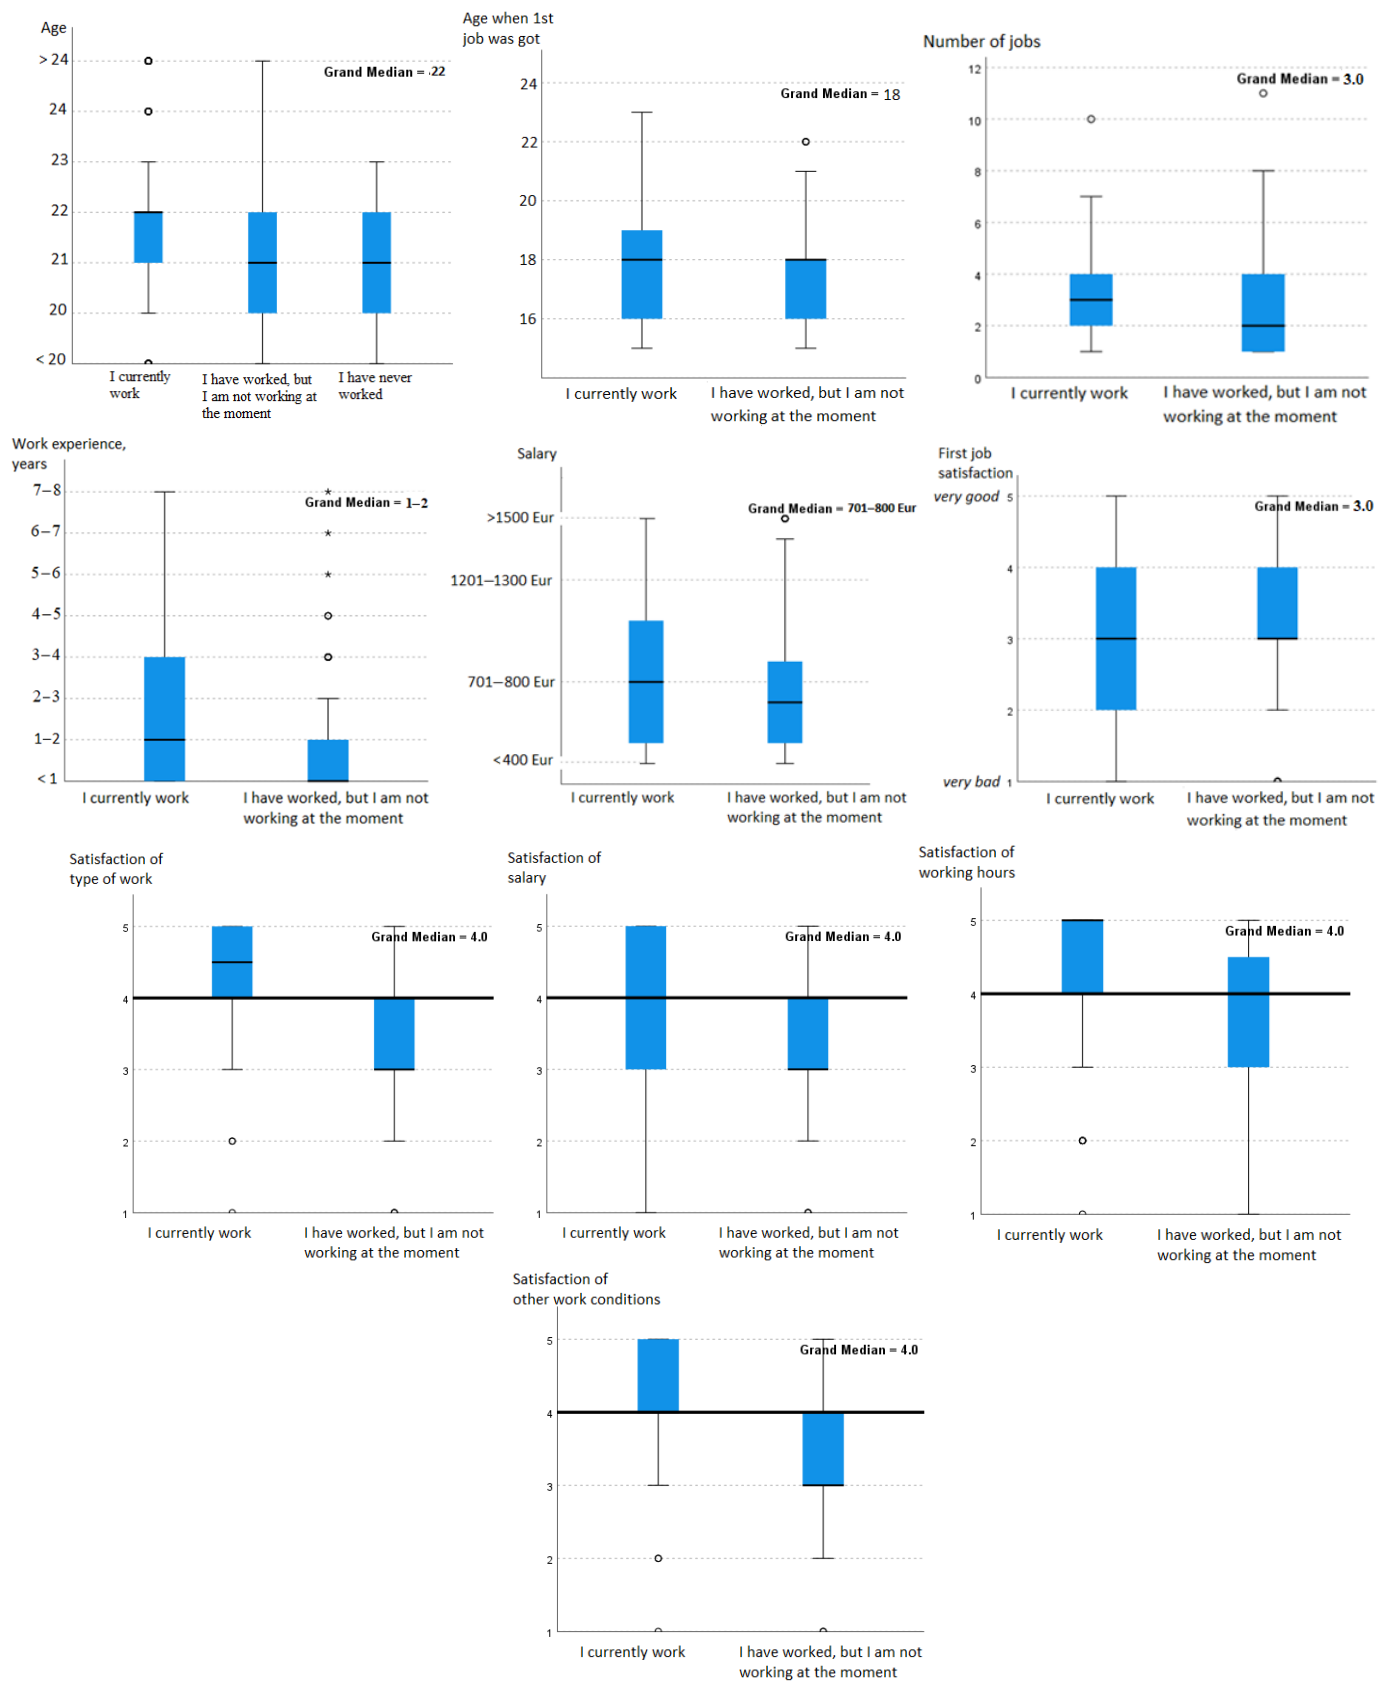 Age
Grand Median = .22
> 24
24
23
22
21
20
< 20
I currently
work
I have worked, but
I am not working at
the moment
I have never
worked
Age when 1st
job was got
Grand Median = 18
24
22
20
18
16
I currently work
I have worked, but I am not
working at the moment
Number of jobs
Grand Median = 3.0
12
10
8
6
4
2
0
I currently work
I have worked, but I am not
working at the moment
Work experience,
years
Grand Median = 1–2
7–8
6–7
5–6
4–5
3–4
2–3
1–2
< 1
I currently work
I have worked, but I am not
working at the moment
Salary
Grand Median = 701–800 Eur
>1500 Eur
1201–1300 Eur
701–800 Eur
<400 Eur
I currently work
I have worked, but I am not
working at the moment
First job
satisfaction
Grand Median = 3.0
very good 5
4
3
2
very bad 1
I currently work
I have worked, but I am not
working at the moment
Satisfaction of
type of work
Grand Median = 4.0
5
4
3
2
1
I currently work
I have worked, but I am not
working at the moment
Satisfaction of
salary
Grand Median = 4.0
5
4
3
2
1
I currently work
I have worked, but I am not
working at the moment
Satisfaction of
working hours
Grand Median = 4.0
5
4
3
2
1
I currently work
I have worked, but I am not
working at the moment
Satisfaction of
other work conditions
Grand Median = 4.0
5
4
3
2
1
I currently work
I have worked, but I am not
working at the moment